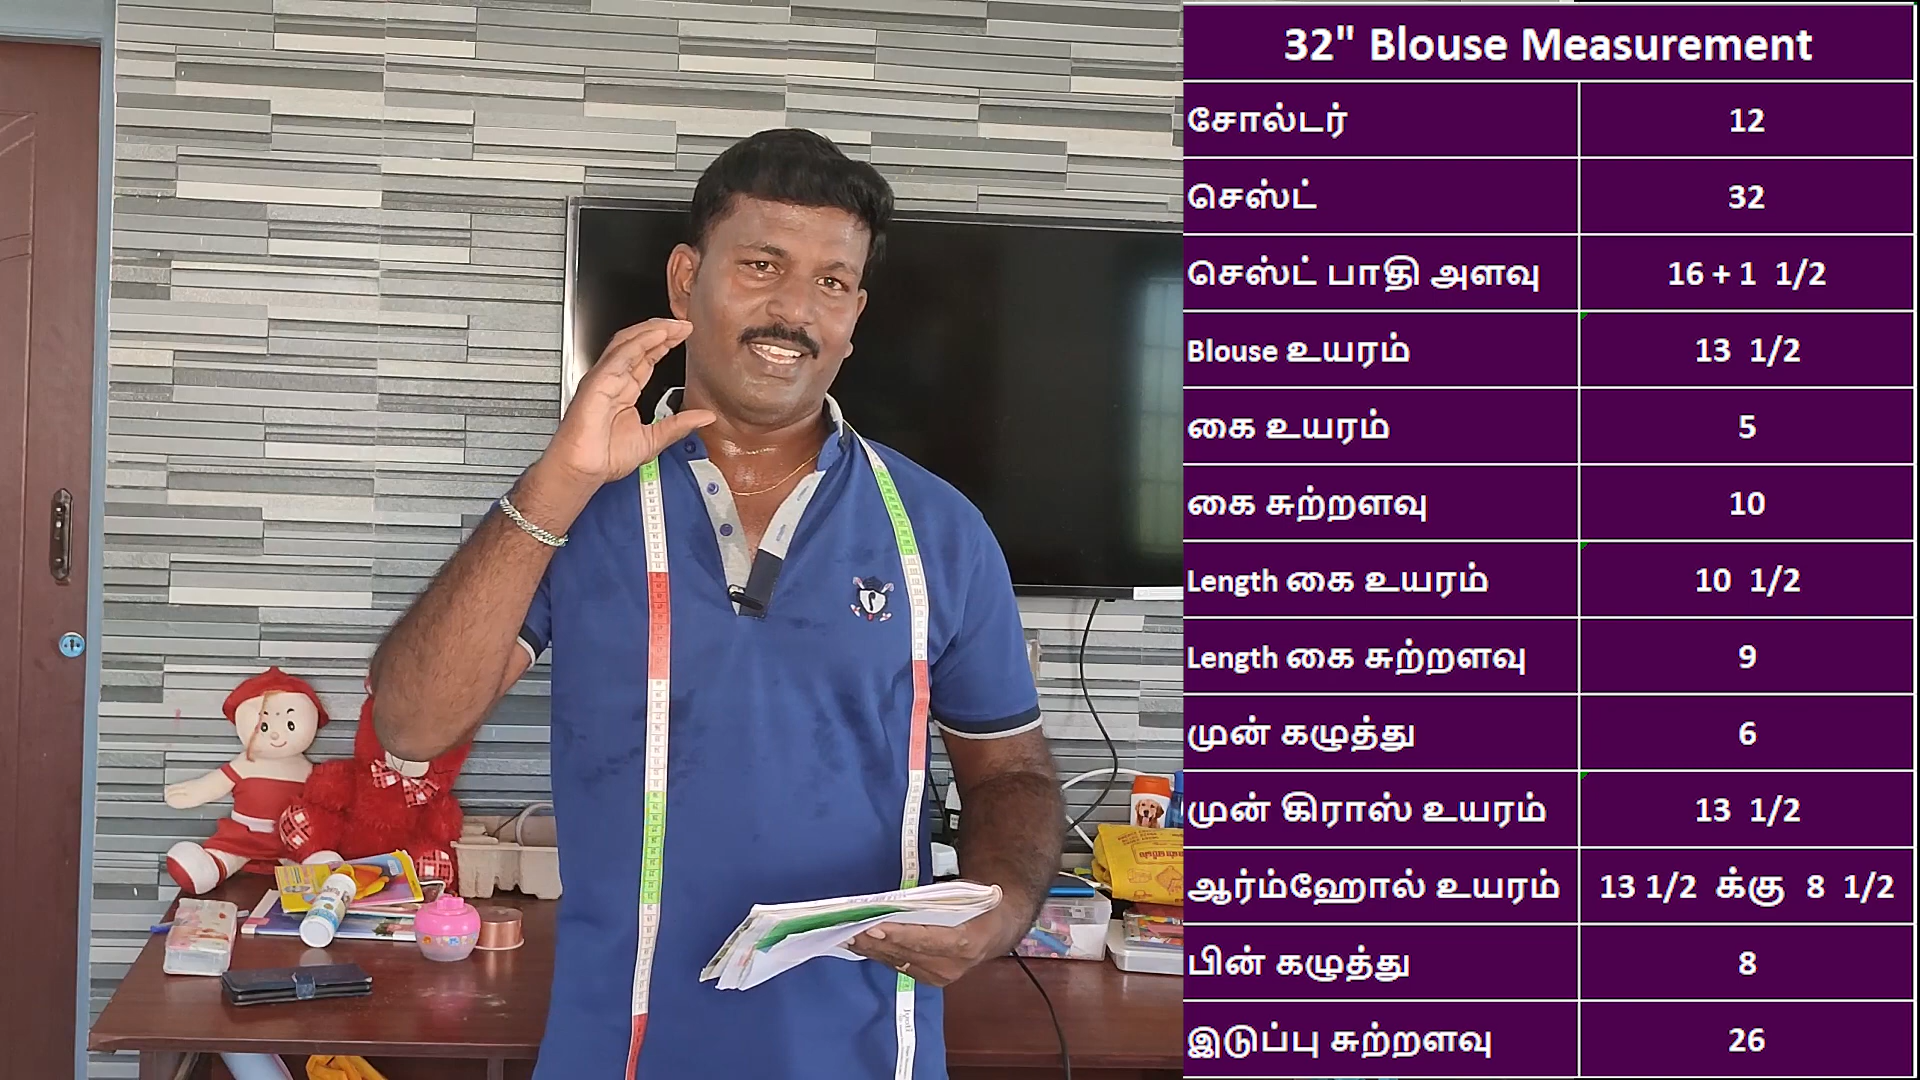 32" Blouse Measurement
சோல்டர் 12
செஸ்ட் 32
செஸ்ட் பாதி அளவு 16 + 1 1/2
Blouse உயரம் 13 1/2
கை உயரம் 5
கை சுற்றளவு 10
Length கை உயரம் 10 1/2
Length கை சுற்றளவு 9
முன் கழுத்து 6
முன் கிராஸ் உயரம் 13 1/2
ஆர்ம்ஹோல் உயரம் 13 1/2 க்கு 8 1/2
பின் கழுத்து 8
இடுப்பு சுற்றளவு 26